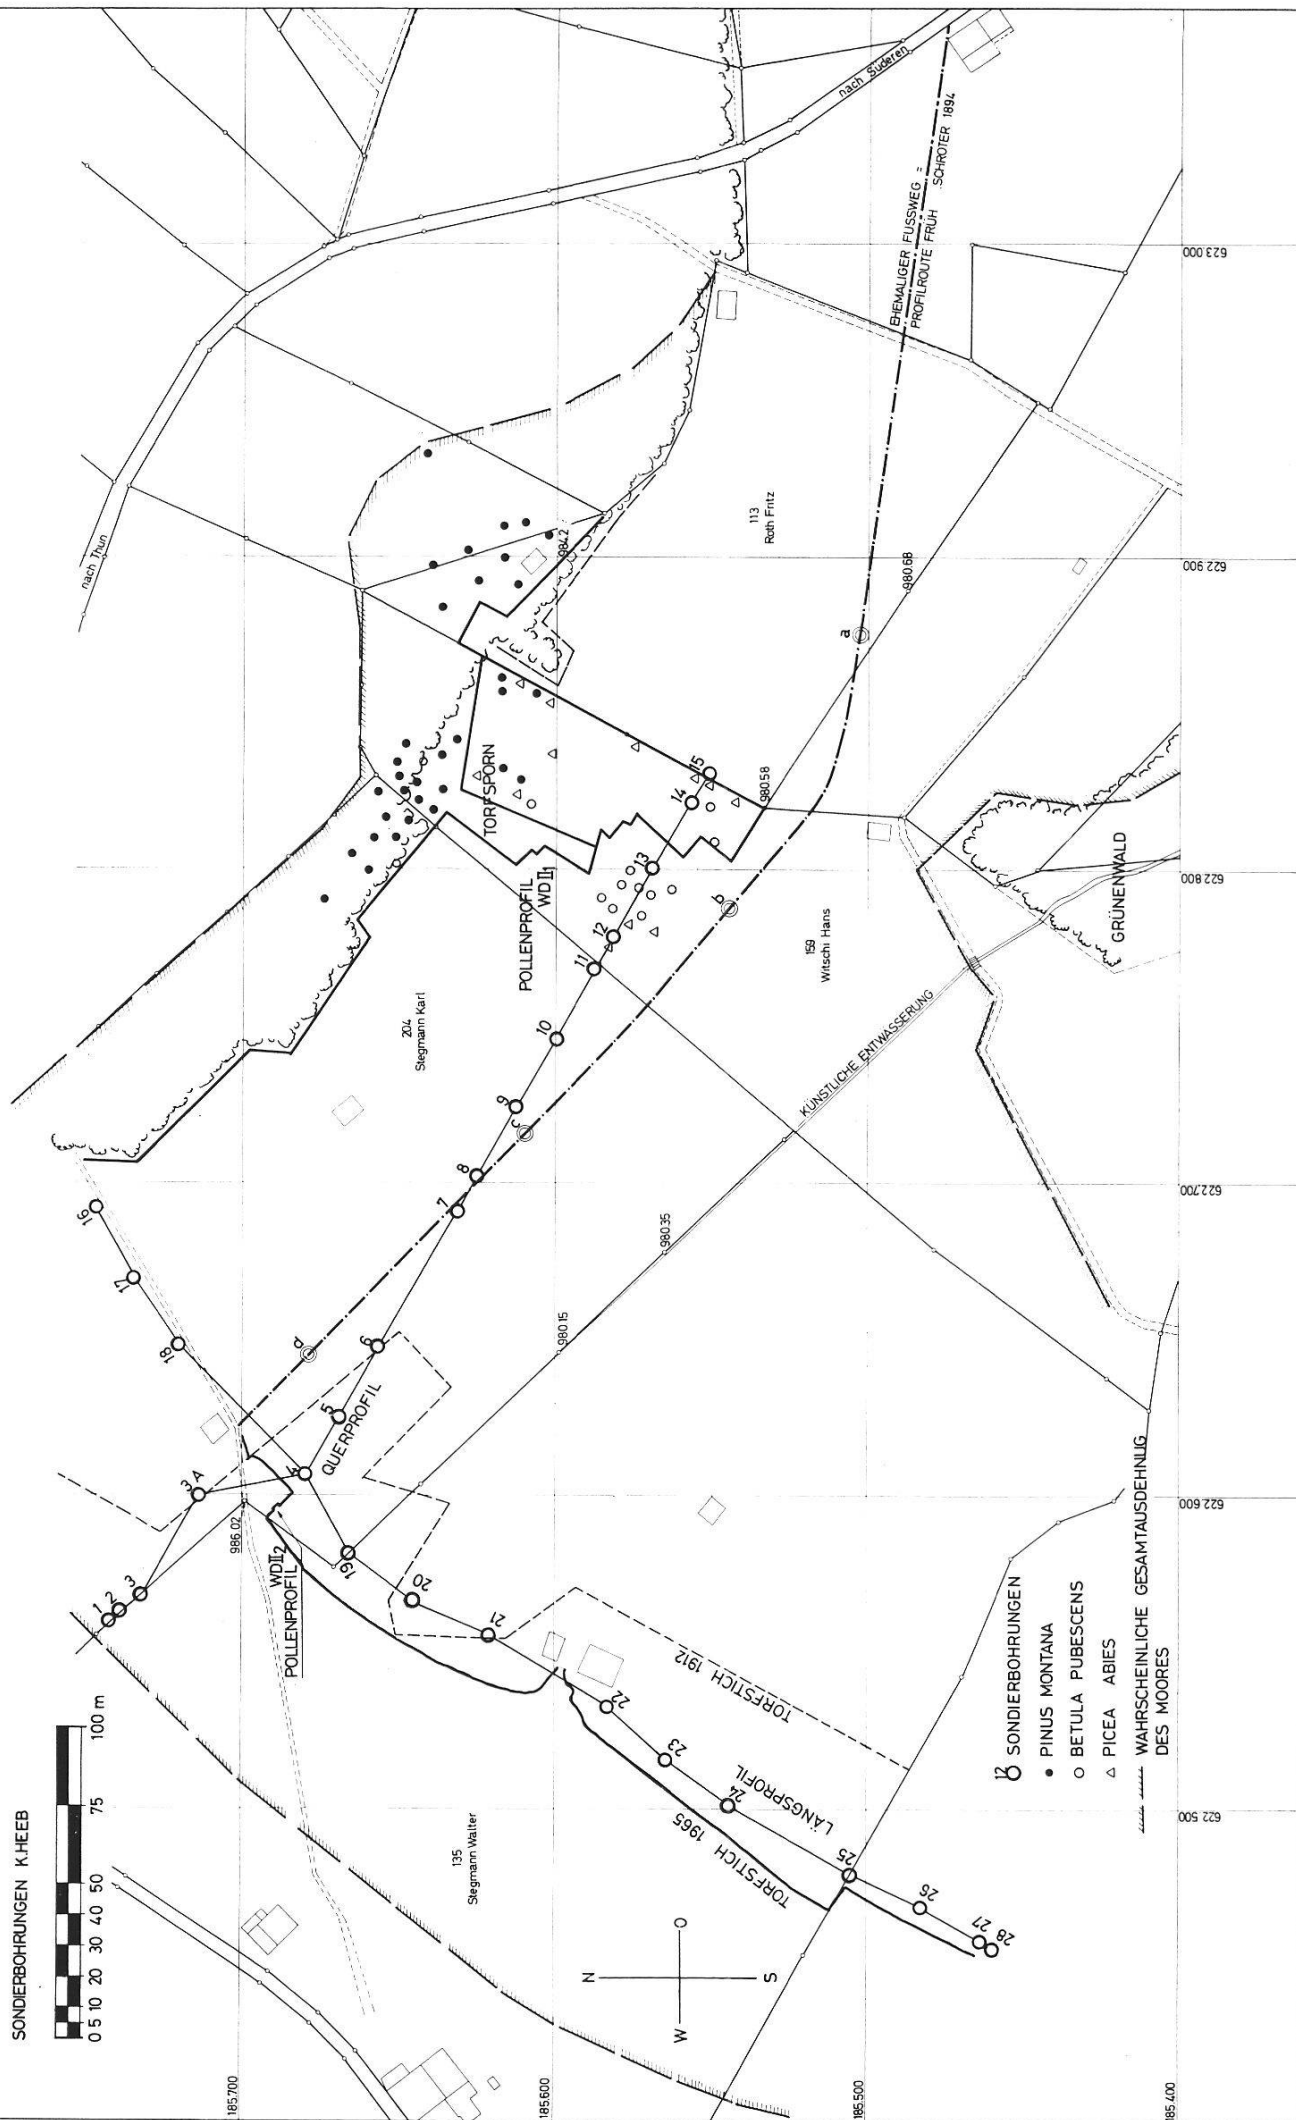 SONDIERBOHRUNGEN K.HEEB
0 5 10 20 30 40 50 75 100 m
nach Thun
nach Süderen
EHEMALIGER FUSSWEG =
PROFILROUTE FRÜH SCHRÖTER 1894
623.000
622.900
622.800
622.700
622.600
622.500
185.700
185.600
185.500
185.400
984.2
980.68
980.58
980.35
980.15
986.02
113
Roth Fritz
159
Witschi Hans
204
Stegmann Karl
135
Stegmann Walter
TORFSPORN
POLLENPROFIL
WD II1
GRÜNENWALD
KÜNSTLICHE ENTWÄSSERUNG
QUERPROFIL
WD II2
POLLENPROFIL
TORFSTICH 1912
LÄNGSPROFIL
TORFSTICH 1965
1
2
3
3A
4
5
6
7
8
9
10
11
12
13
14
15
16
17
18
19
20
21
22
23
24
25
26
27
28
a
b
c
d
N
O
S
W
12 SONDIERBOHRUNGEN
PINUS MONTANA
BETULA PUBESCENS
PICEA ABIES
WAHRSCHEINLICHE GESAMTAUSDEHNUG
DES MOORES